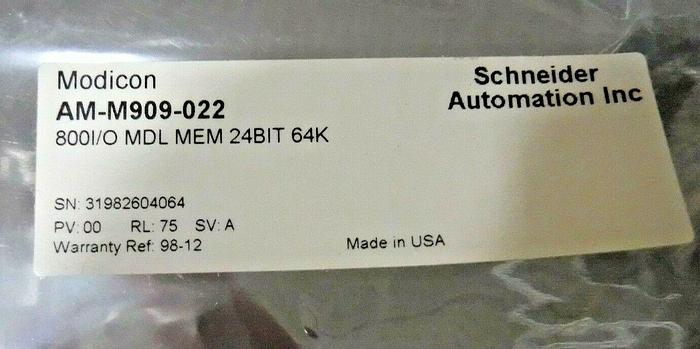 Modicon
Schneider
Automation Inc
AM-M909-022
800I/O MDL MEM 24BIT 64K
SN: 31982604064
PV: 00 RL: 75 SV: A
Warranty Ref: 98-12
Made in USA